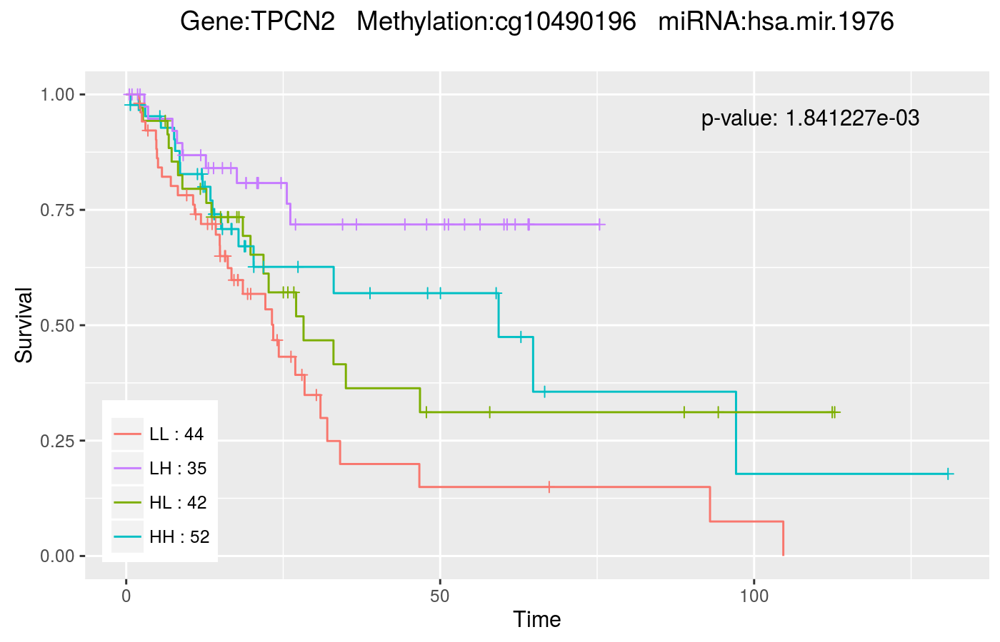 Gene:TPCN2   Methylation:cg10490196   miRNA:hsa.mir.1976
p-value: 1.841227e-03
Survival
1.00
0.75
0.50
0.25
0.00
LL : 44
LH : 35
HL : 42
HH : 52
0 50 100
Time